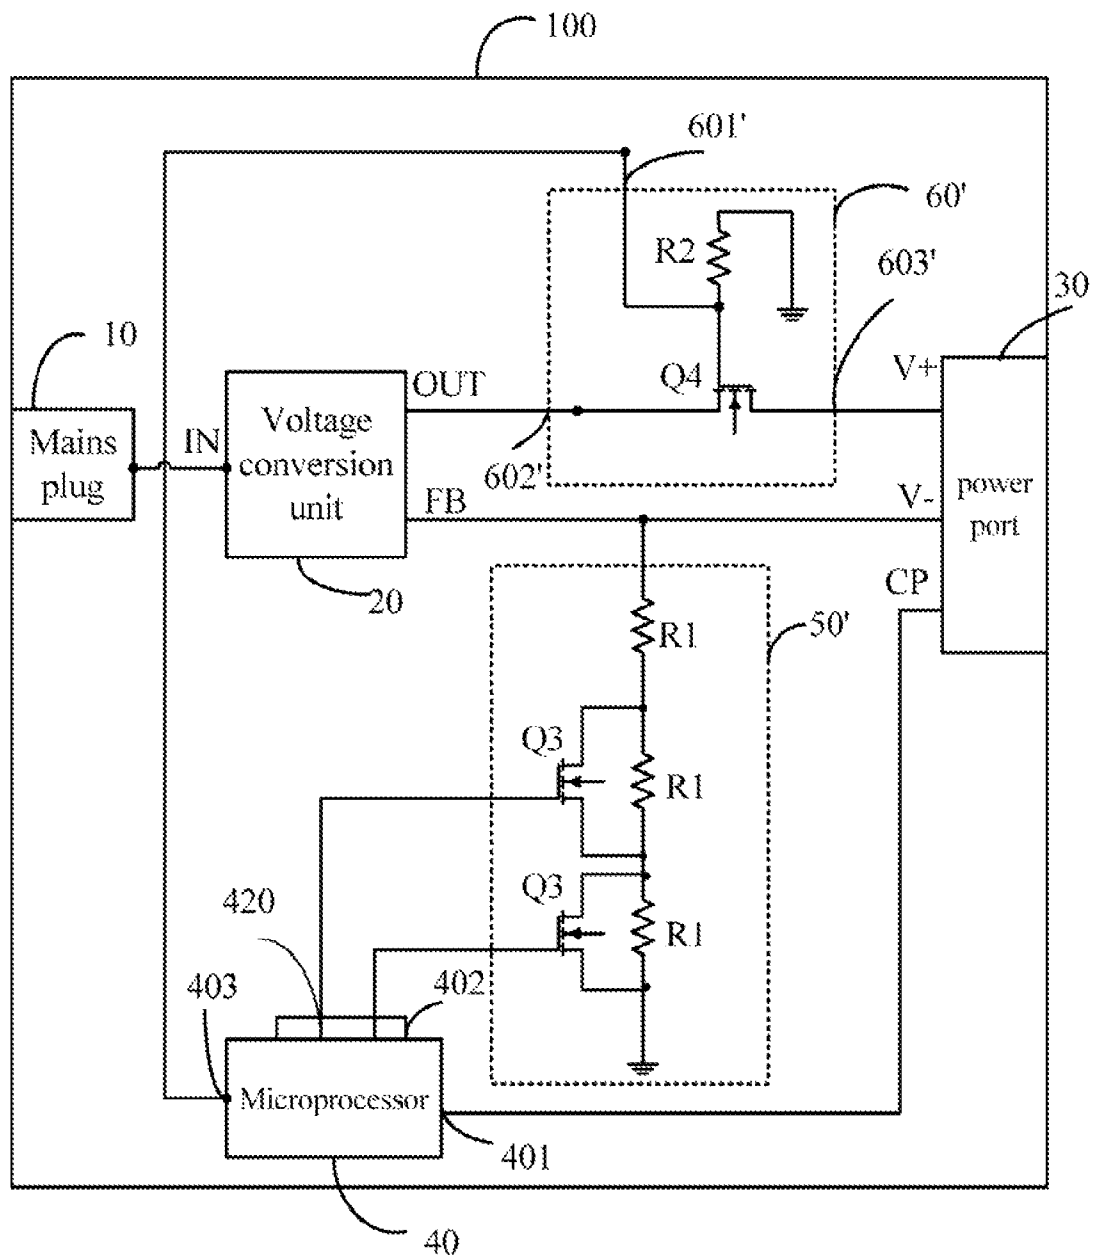 100
601'
60'
R2
603'
30
10
Q4
V+
OUT
Mains
plug
IN
Voltage
conversion
unit
602'
FB
V-
power
port
20
CP
50'
R1
Q3
R1
Q3
R1
420
403
402
Microprocessor
401
40